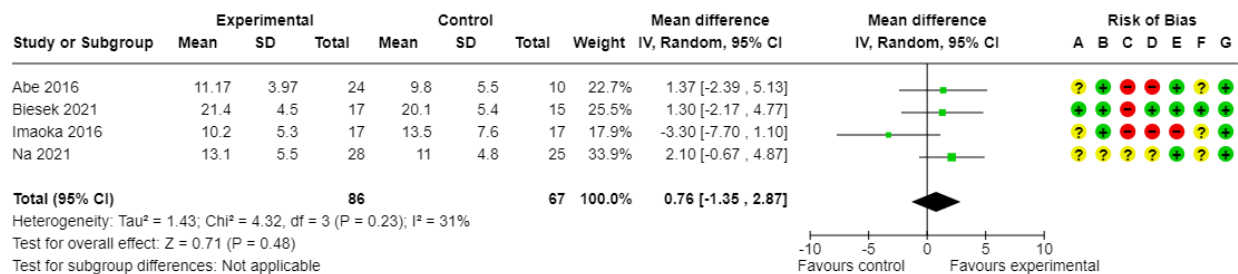 Experimental Control Mean difference Mean difference Risk of Bias
Study or Subgroup Mean SD Total Mean SD Total Weight IV, Random, 95% CI IV, Random, 95% CI A B C D E F G
Abe 2016 11.17 3.97 24 9.8 5.5 10 22.7% 1.37 [-2.39 , 5.13] ? + - - + ? +
Biesek 2021 21.4 4.5 17 20.1 5.4 15 25.5% 1.30 [-2.17 , 4.77] + + - + + + +
Imaoka 2016 10.2 5.3 17 13.5 7.6 17 17.9% -3.30 [-7.70 , 1.10] ? + - - - ? +
Na 2021 13.1 5.5 28 11 4.8 25 33.9% 2.10 [-0.67 , 4.87] ? ? ? ? + ? +
Total (95% CI) 86 67 100.0% 0.76 [-1.35 , 2.87]
Heterogeneity: Tau² = 1.43; Chi² = 4.32, df = 3 (P = 0.23); I² = 31%
Test for overall effect: Z = 0.71 (P = 0.48) -10 -5 0 5 10
Test for subgroup differences: Not applicable Favours control Favours experimental